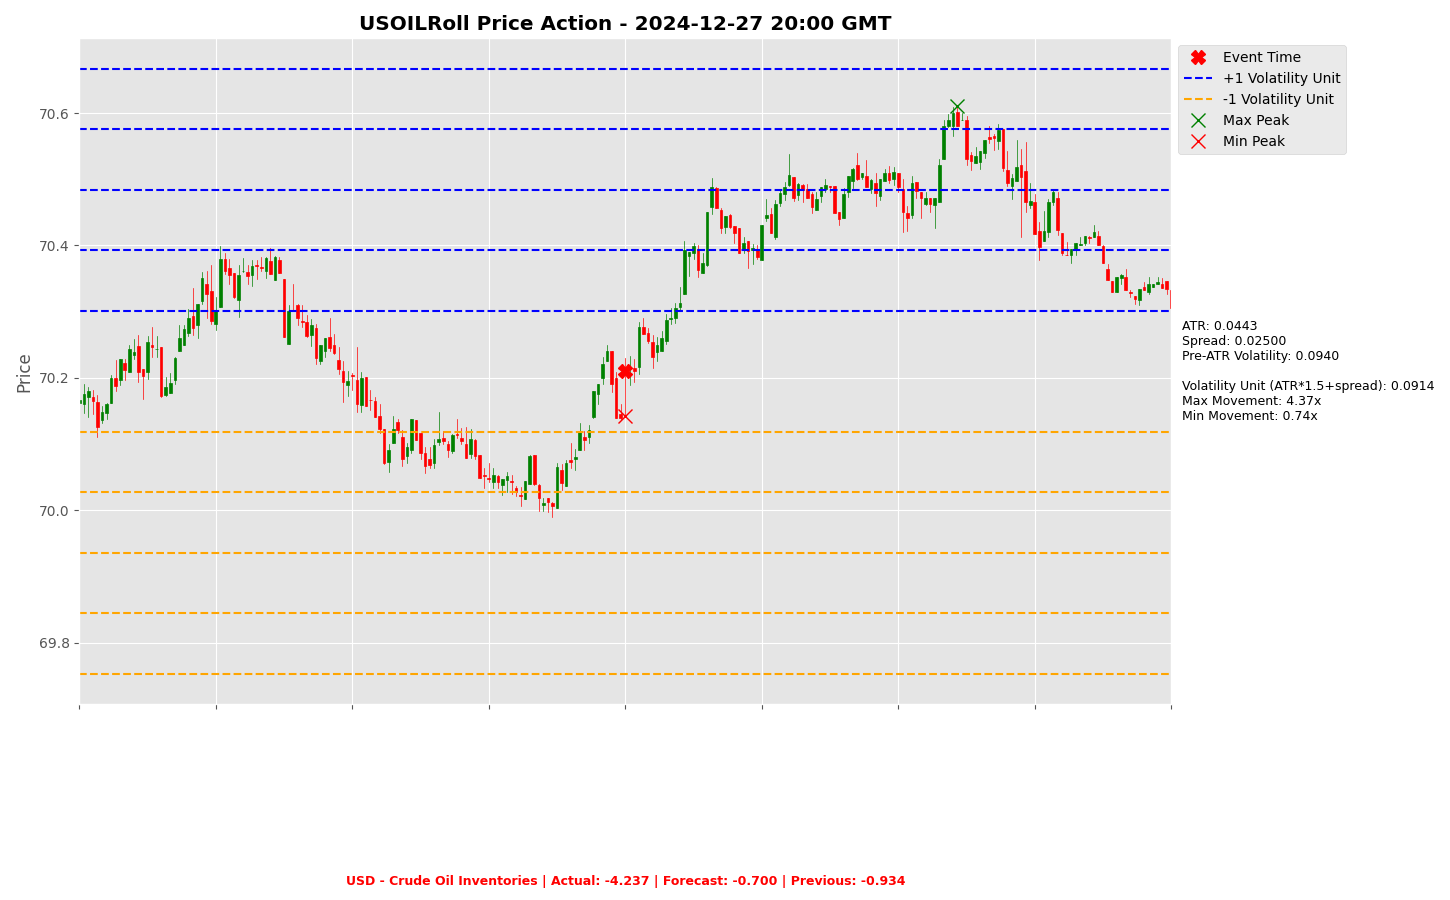 USOILRoll Price Action - 2024-12-27 20:00 GMT
Event Time
+1 Volatility Unit
-1 Volatility Unit
Max Peak
Min Peak
Price
70.6
70.4
70.2
70.0
69.8
ATR: 0.0443
Spread: 0.02500
Pre-ATR Volatility: 0.0940
Volatility Unit (ATR*1.5+spread): 0.0914
Max Movement: 4.37x
Min Movement: 0.74x
USD - Crude Oil Inventories | Actual: -4.237 | Forecast: -0.700 | Previous: -0.934